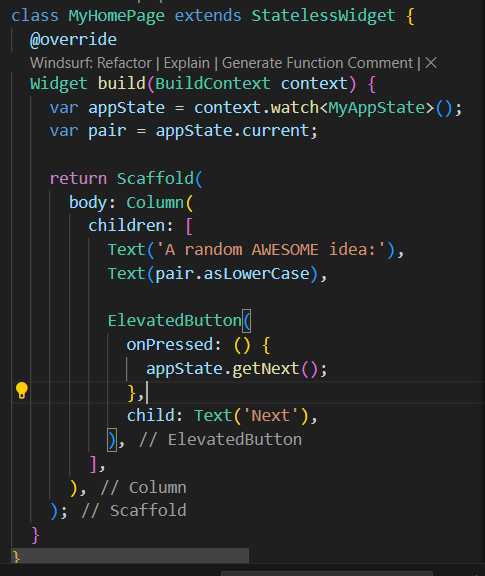 class MyHomePage extends StatelessWidget {
  @override
  Windsurf: Refactor | Explain | Generate Function Comment | ×
  Widget build(BuildContext context) {
    var appState = context.watch<MyAppState>();
    var pair = appState.current;

    return Scaffold(
      body: Column(
        children: [
          Text('A random AWESOME idea:'),
          Text(pair.asLowerCase),

          ElevatedButton(
            onPressed: () {
              appState.getNext();
            },
            child: Text('Next'),
          ), // ElevatedButton
        ],
      ), // Column
    ); // Scaffold
  }
}